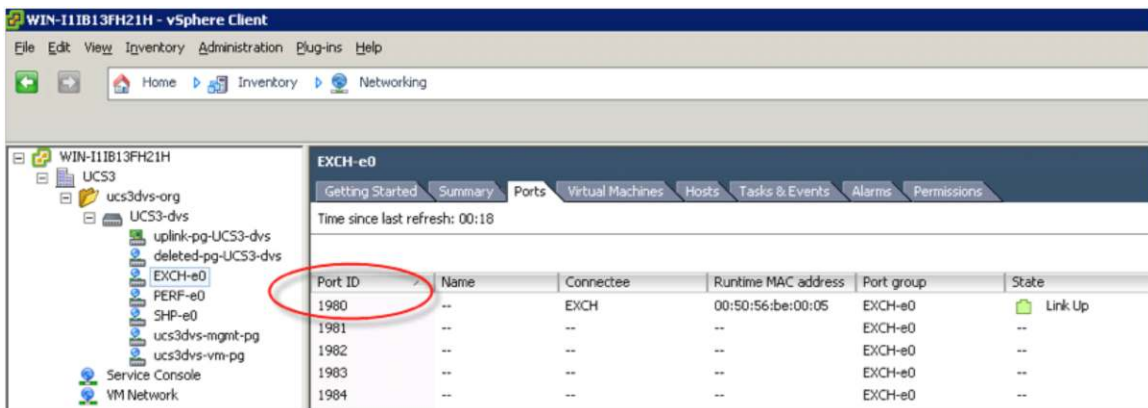 WIN-I1IB13FH21H - vSphere Client
File Edit View Inventory Administration Plug-ins Help
Home Inventory Networking
WIN-I1IB13FH21H
UCS3
ucs3dvs-org
UCS3-dvs
uplink-pg-UCS3-dvs
deleted-pg-UCS3-dvs
EXCH-e0
PERF-e0
SHP-e0
ucs3dvs-mgmt-pg
ucs3dvs-vm-pg
Service Console
VM Network
EXCH-e0
Getting Started Summary Ports Virtual Machines Hosts Tasks & Events Alarms Permissions
Time since last refresh: 00:18
Port ID Name Connectee Runtime MAC address Port group State
1980 -- EXCH 00:50:56:be:00:05 EXCH-e0 Link Up
1981 -- -- -- EXCH-e0 --
1982 -- -- -- EXCH-e0 --
1983 -- -- -- EXCH-e0 --
1984 -- -- -- EXCH-e0 --